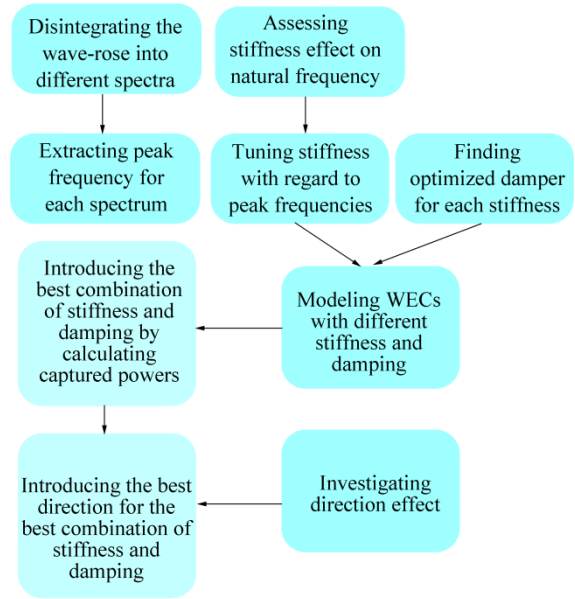 Disintegrating the
wave-rose into
different spectra
Assessing
stiffness effect on
natural frequency
Extracting peak
frequency for
each spectrum
Tuning stiffness
with regard to
peak frequencies
Finding
optimized damper
for each stiffness
Introducing the
best combination
of stiffness and
damping by
calculating
captured powers
Modeling WECs
with different
stiffness and
damping
Introducing the best
direction for the
best combination of
stiffness and
damping
Investigating
direction effect